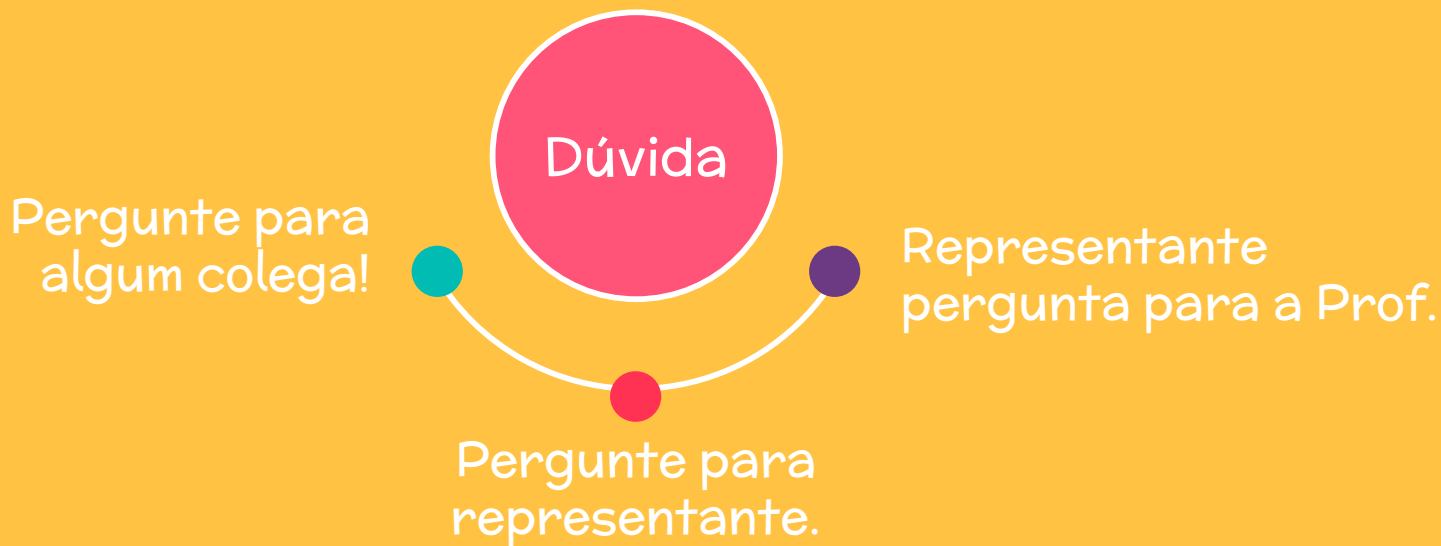 Dúvida
Pergunte para
algum colega!
Pergunte para
representante.
Representante
pergunta para a Prof.